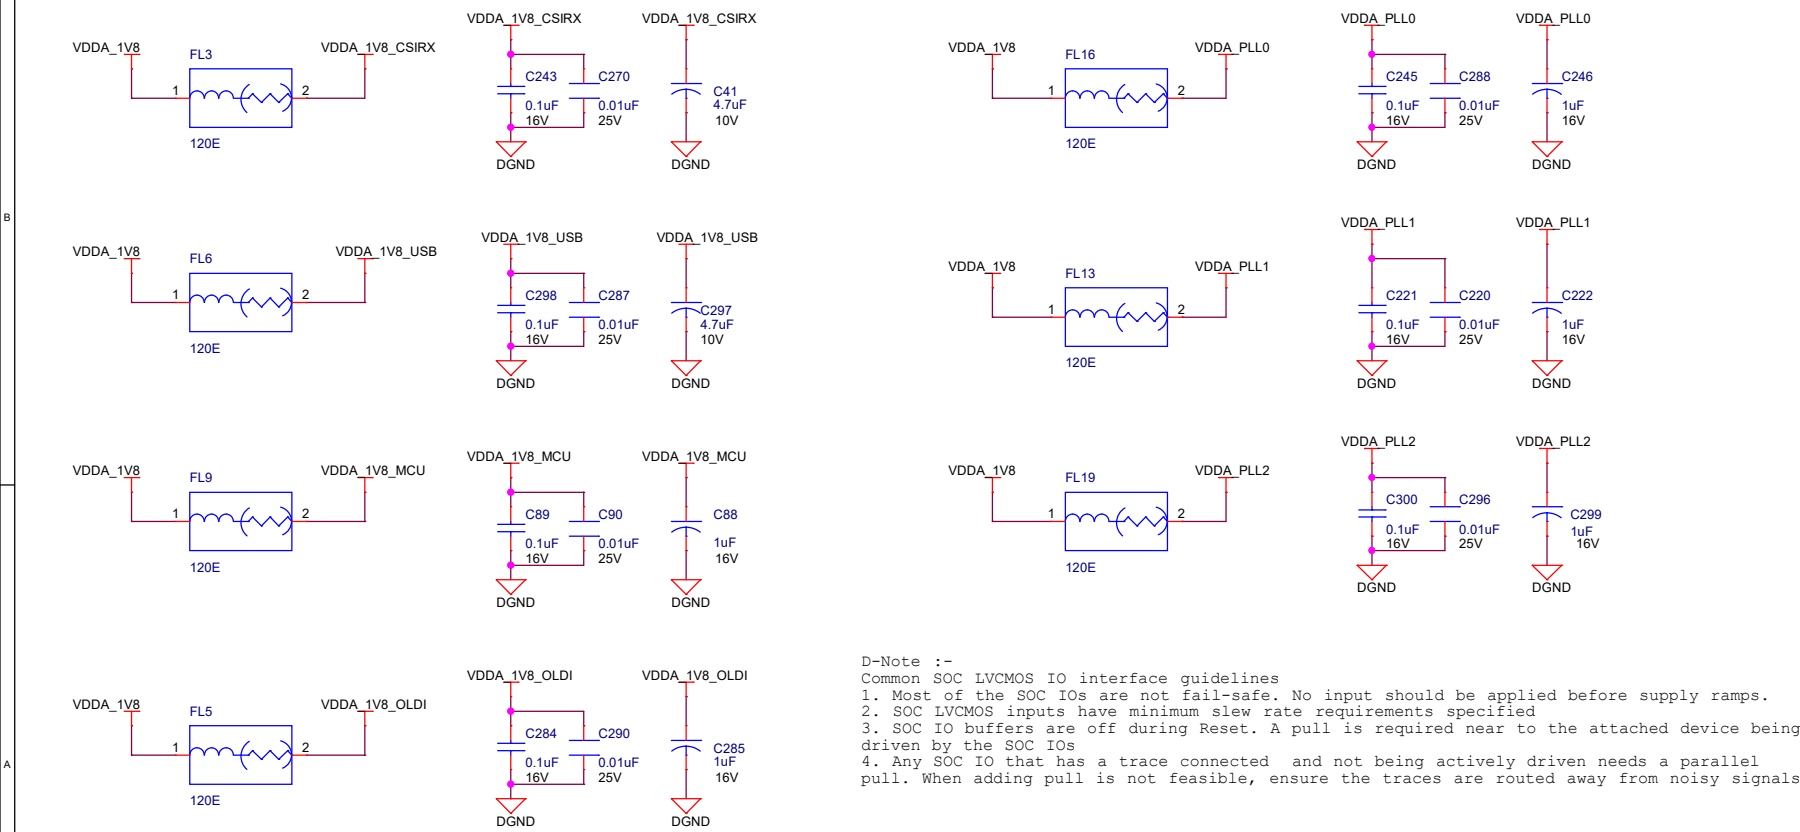 VDDA_1V8
FL3
1
2
120E
VDDA_1V8_CSIRX
VDDA_1V8_CSIRX
C243
0.1uF
16V
C270
0.01uF
25V
DGND
VDDA_1V8_CSIRX
C41
4.7uF
10V
DGND
VDDA_1V8
FL16
1
2
120E
VDDA_PLL0
VDDA_PLL0
C245
0.1uF
16V
C288
0.01uF
25V
DGND
VDDA_PLL0
C246
1uF
16V
DGND
B
VDDA_1V8
FL6
1
2
120E
VDDA_1V8_USB
VDDA_1V8_USB
C298
0.1uF
16V
C287
0.01uF
25V
DGND
VDDA_1V8_USB
C297
4.7uF
10V
DGND
VDDA_1V8
FL13
1
2
120E
VDDA_PLL1
VDDA_PLL1
C221
0.1uF
16V
C220
0.01uF
25V
DGND
VDDA_PLL1
C222
1uF
16V
DGND
VDDA_1V8
FL9
1
2
120E
VDDA_1V8_MCU
VDDA_1V8_MCU
C89
0.1uF
16V
C90
0.01uF
25V
DGND
VDDA_1V8_MCU
C88
1uF
16V
DGND
VDDA_1V8
FL19
1
2
120E
VDDA_PLL2
VDDA_PLL2
C300
0.1uF
16V
C296
0.01uF
25V
DGND
VDDA_PLL2
C299
1uF
16V
DGND
A
VDDA_1V8
FL5
1
2
120E
VDDA_1V8_OLDI
VDDA_1V8_OLDI
C284
0.1uF
16V
C290
0.01uF
25V
DGND
VDDA_1V8_OLDI
C285
1uF
16V
DGND
D-Note :-
Common SOC LVCMOS IO interface guidelines
1. Most of the SOC IOs are not fail-safe. No input should be applied before supply ramps.
2. SOC LVCMOS inputs have minimum slew rate requirements specified
3. SOC IO buffers are off during Reset. A pull is required near to the attached device being
driven by the SOC IOs
4. Any SOC IO that has a trace connected  and not being actively driven needs a parallel
pull. When adding pull is not feasible, ensure the traces are routed away from noisy signals